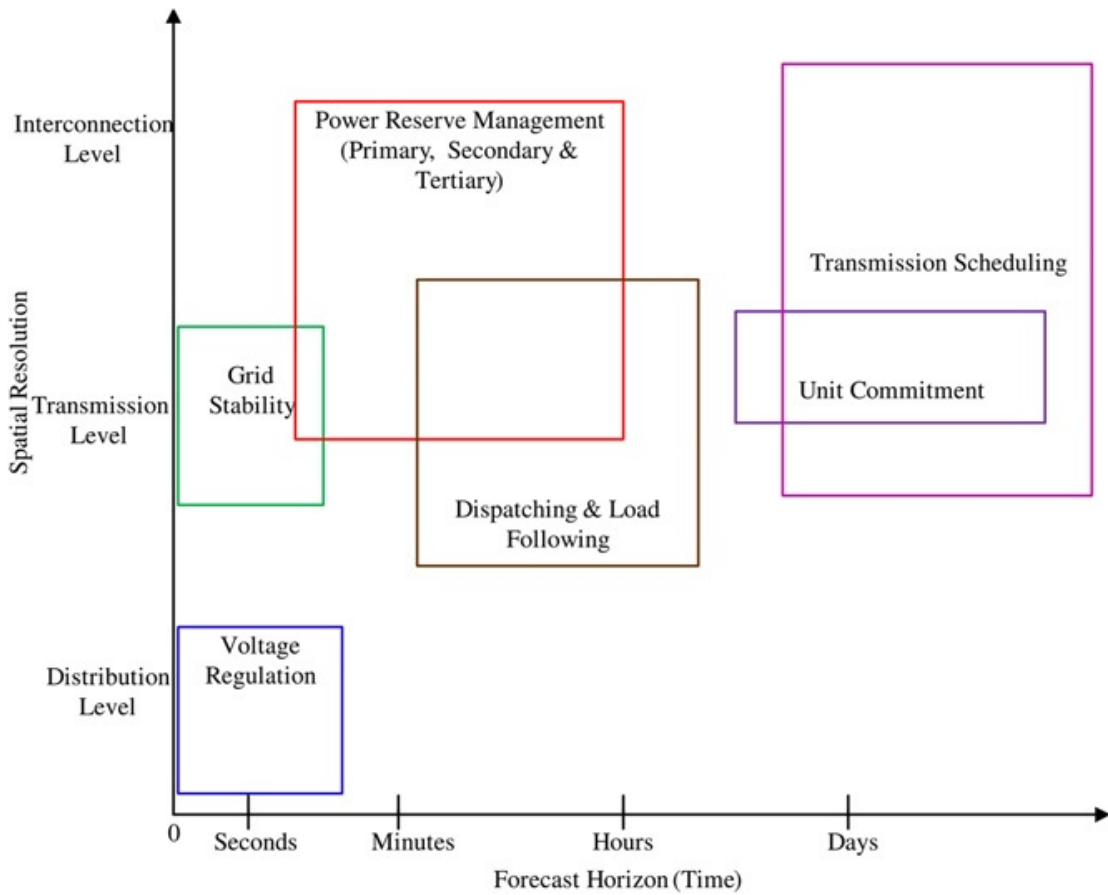 Interconnection
Level
Power Reserve Management
(Primary, Secondary &
Tertiary)
Transmission Scheduling
Spatial Resolution
Grid
Stability
Transmission
Level
Unit Commitment
Dispatching & Load
Following
Voltage
Regulation
Distribution
Level
0
Seconds
Minutes
Hours
Days
Forecast Horizon (Time)